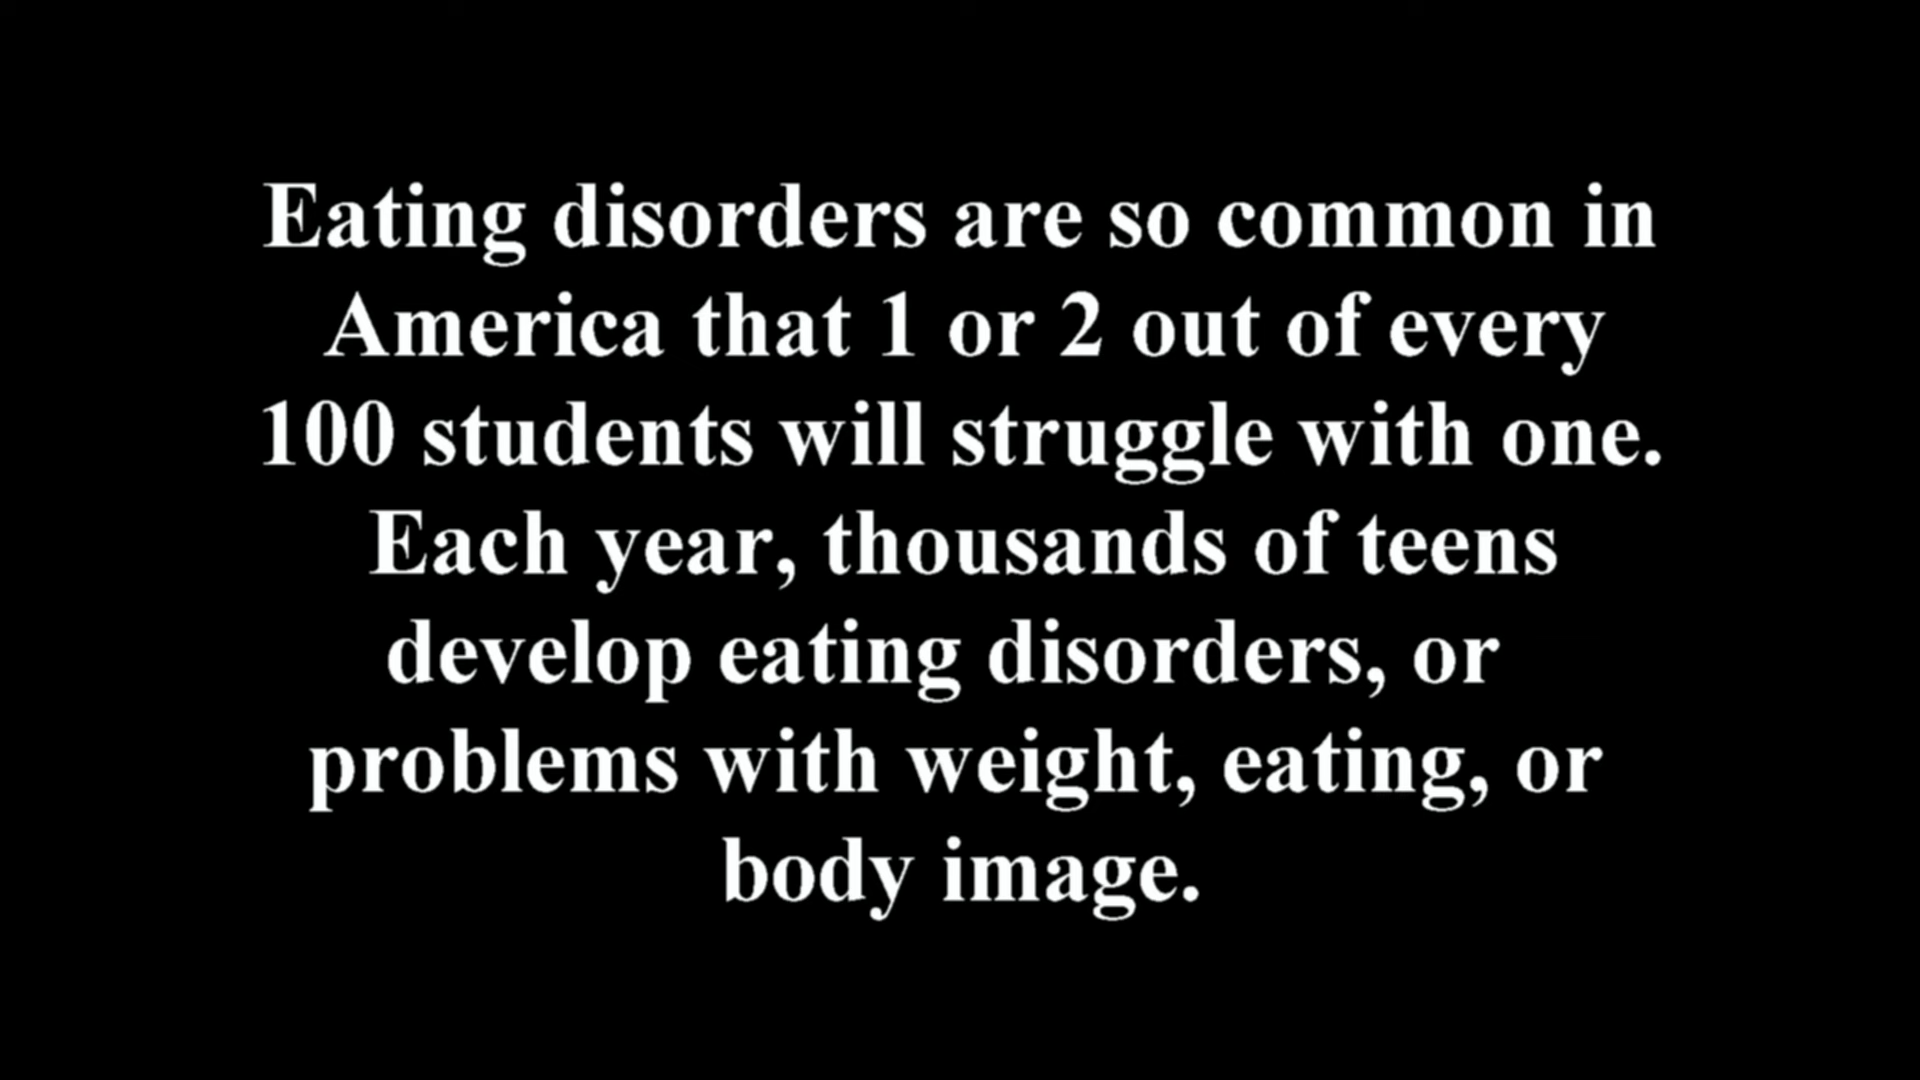 Eating disorders are so common in
America that 1 or 2 out of every
100 students will struggle with one.
Each year, thousands of teens
develop eating disorders, or
problems with weight, eating, or
body image.